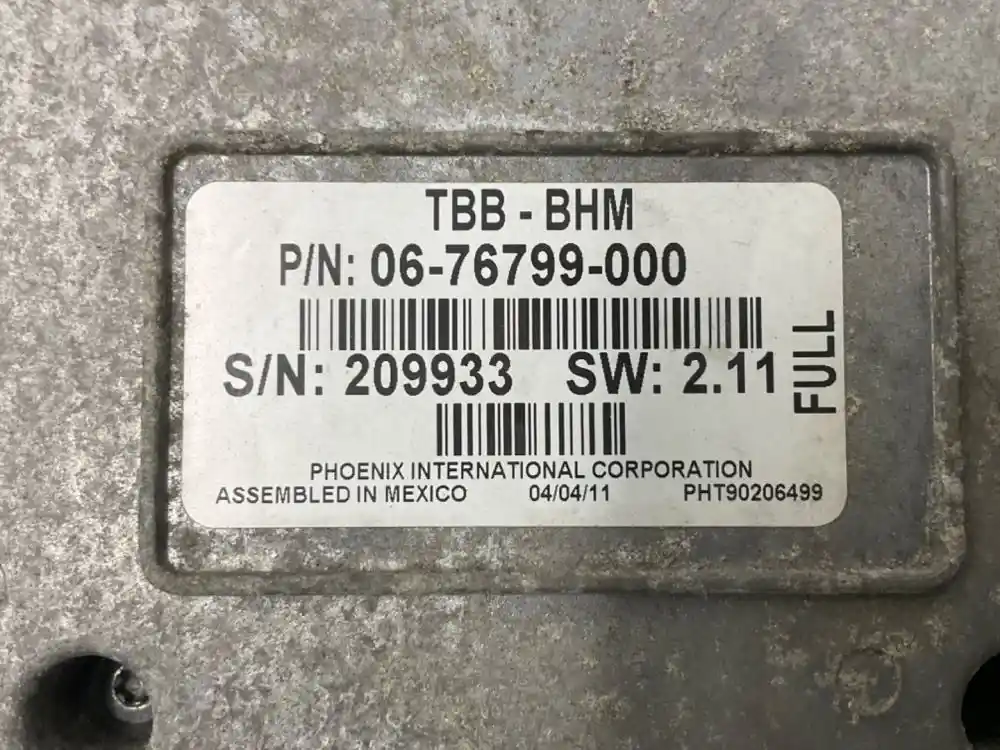 TBB - BHM
P/N: 06-76799-000
S/N: 209933 SW: 2.11
FULL
PHOENIX INTERNATIONAL CORPORATION
ASSEMBLED IN MEXICO 04/04/11 PHT90206499